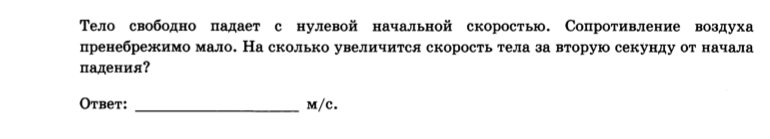 Тело свободно падает с нулевой начальной скоростью. Сопротивление воздуха
пренебрежимо мало. На сколько увеличится скорость тела за вторую секунду от начала
падения?
Ответ: ____________________ м/с.